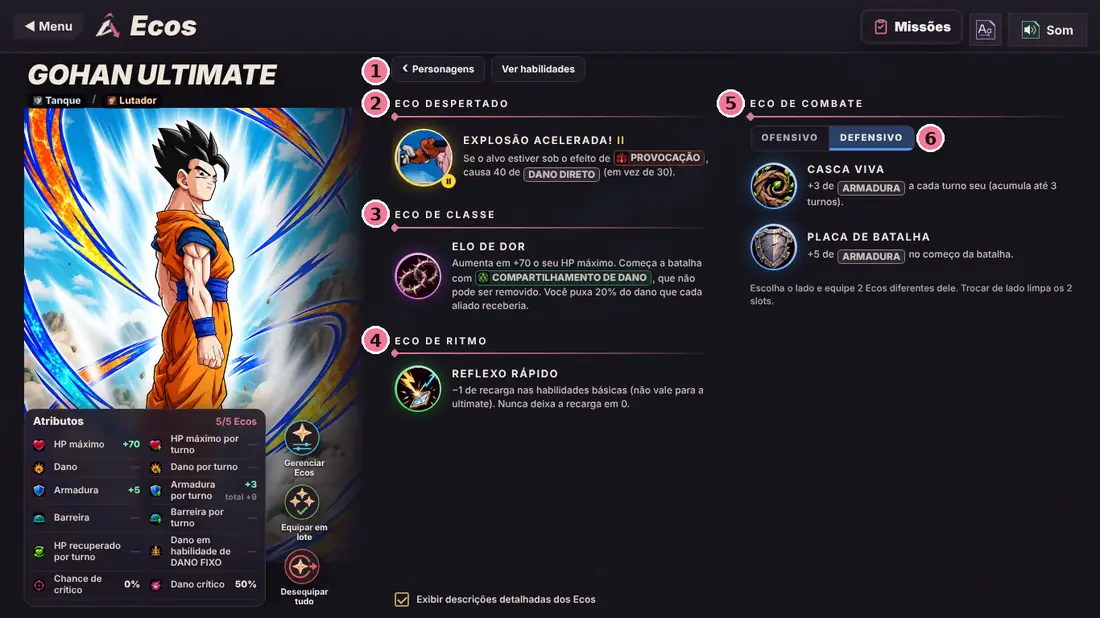 Menu
Ecos
Missões
Som
GOHAN ULTIMATE
Tanque / Lutador
1
Personagens
Ver habilidades
2
ECO DESPERTADO
EXPLOSÃO ACELERADA! II
Se o alvo estiver sob o efeito de PROVOCAÇÃO,
causa 40 de DANO DIRETO (em vez de 30).
II
3
ECO DE CLASSE
ELO DE DOR
Aumenta em +70 o seu HP máximo. Começa a batalha
com COMPARTILHAMENTO DE DANO, que não
pode ser removido. Você puxa 20% do dano que cada
aliado receberia.
4
ECO DE RITMO
REFLEXO RÁPIDO
−1 de recarga nas habilidades básicas (não vale para a
ultimate). Nunca deixa a recarga em 0.
5
ECO DE COMBATE
OFENSIVO
DEFENSIVO
6
CASCA VIVA
+3 de ARMADURA a cada turno seu (acumula até 3
turnos).
PLACA DE BATALHA
+5 de ARMADURA no começo da batalha.
Escolha o lado e equipe 2 Ecos diferentes dele. Trocar de lado limpa os 2
slots.
Atributos
5/5 Ecos
HP máximo +70
HP máximo por
turno —
Dano —
Dano por turno —
Armadura +5
Armadura
por turno
+3
total +9
Barreira —
Barreira por
turno —
HP recuperado
por turno —
Dano em
habilidade de
DANO FIXO —
Chance de
crítico 0%
Dano crítico 50%
Gerenciar
Ecos
Equipar em
lote
Desequipar
tudo
Exibir descrições detalhadas dos Ecos